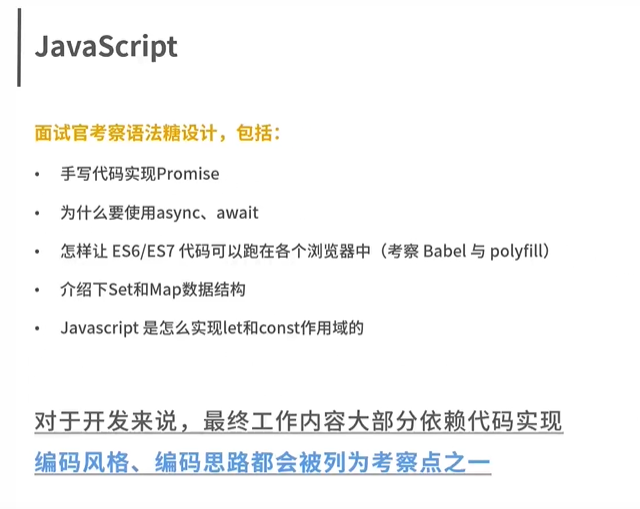 JavaScript
面试官考察语法糖设计，包括：
• 手写代码实现Promise
• 为什么要使用async、await
• 怎样让 ES6/ES7 代码可以跑在各个浏览器中（考察 Babel 与 polyfill）
• 介绍下Set和Map数据结构
• Javascript 是怎么实现let和const作用域的
对于开发来说，最终工作内容大部分依赖代码实现
编码风格、编码思路都会被列为考察点之一